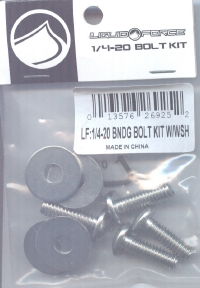 LIQUID FORCE
1/4-20 BOLT KIT
0 13576 26925 2
LF:1/4-20 BNDG BOLT KIT W/WSH
MADE IN CHINA